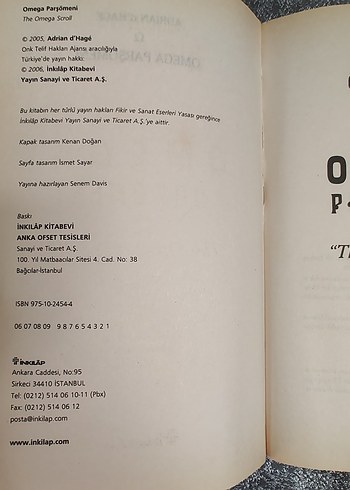 Omega Parşömeni
The Omega Scroll
© 2005, Adrian d'Hagé
Onk Telif Hakları Ajansı aracılığıyla
Türkiye'de yayın hakkı:
© 2006, İnkılâp Kitabevi
Yayın Sanayi ve Ticaret A.Ş.
Bu kitabın her türlü yayın hakları Fikir ve Sanat Eserleri Yasası gereğince
İnkılâp Kitabevi Yayın Sanayi ve Ticaret A.Ş.'ye aittir.
Kapak tasarım Kenan Doğan
Sayfa tasarım İsmet Sayar
Yayına hazırlayan Senem Davis
Baskı
İNKILÂP KİTABEVİ
ANKA OFSET TESİSLERİ
Sanayi ve Ticaret A.Ş.
100. Yıl Matbaacılar Sitesi 4. Cad. No: 38
Bağcılar-İstanbul
ISBN 975-10-2454-4
06 07 08 09 9 8 7 6 5 4 3 2 1
İNKILÂP
Ankara Caddesi, No:95
Sirkeci 34410 İSTANBUL
Tel: (0212) 514 06 10-11 (Pbx)
Fax: (0212) 514 06 12
posta@inkilap.com
www.inkilap.com